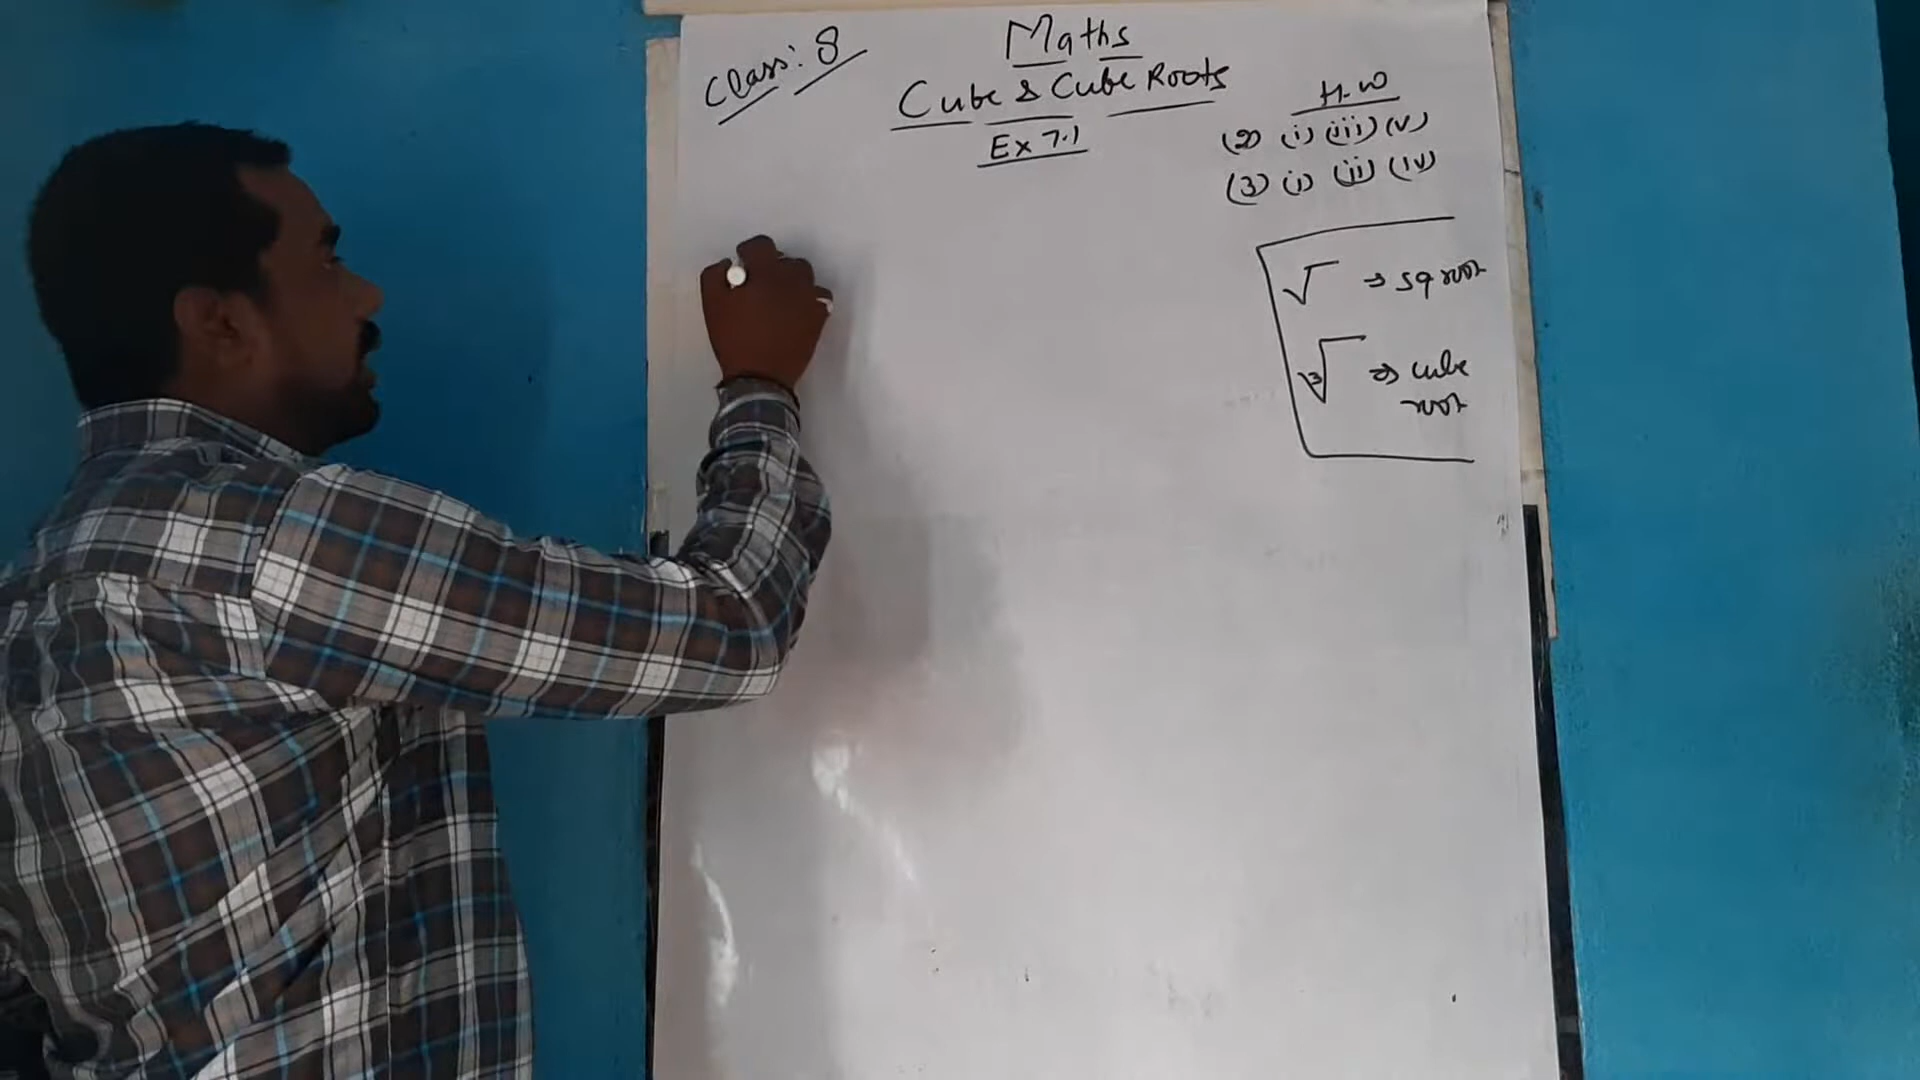 Class: 8
Maths
Cube & Cube Roots
Ex 7.1
H.W
(2) (i) (iii) (v)
(3) (i) (ii) (iv)
√ ⇒ sq root
∛ ⇒ cube
root